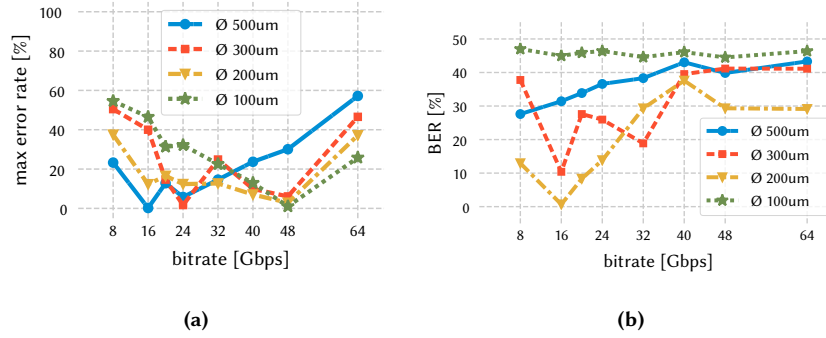 max error rate [%]
100
80
60
40
20
0
Ø 500um
Ø 300um
Ø 200um
Ø 100um
8 16 20 24 32 40 48 64
bitrate [Gbps]
(a)
BER [%]
50
40
30
20
10
0
Ø 500um
Ø 300um
Ø 200um
Ø 100um
8 16 20 24 32 40 48 64
bitrate [Gbps]
(b)